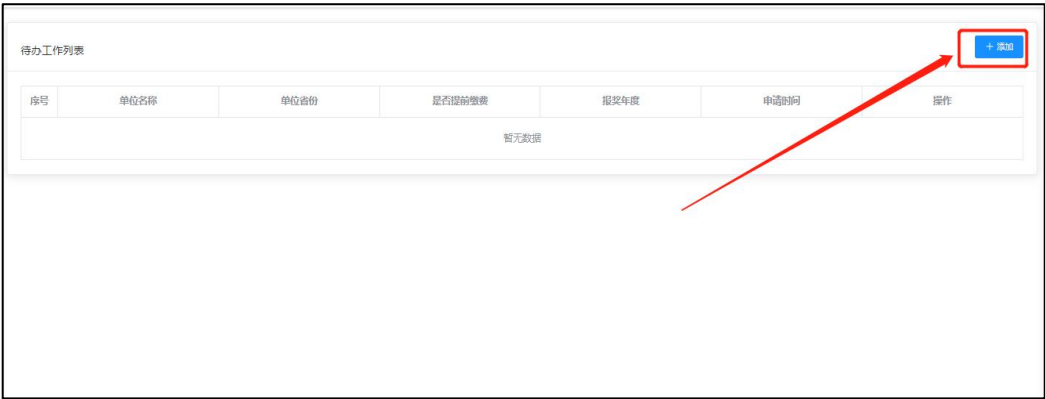 待办工作列表
+ 添加
序号 单位名称 单位省份 是否提前缴费 报奖年度 申请时间 操作
暂无数据